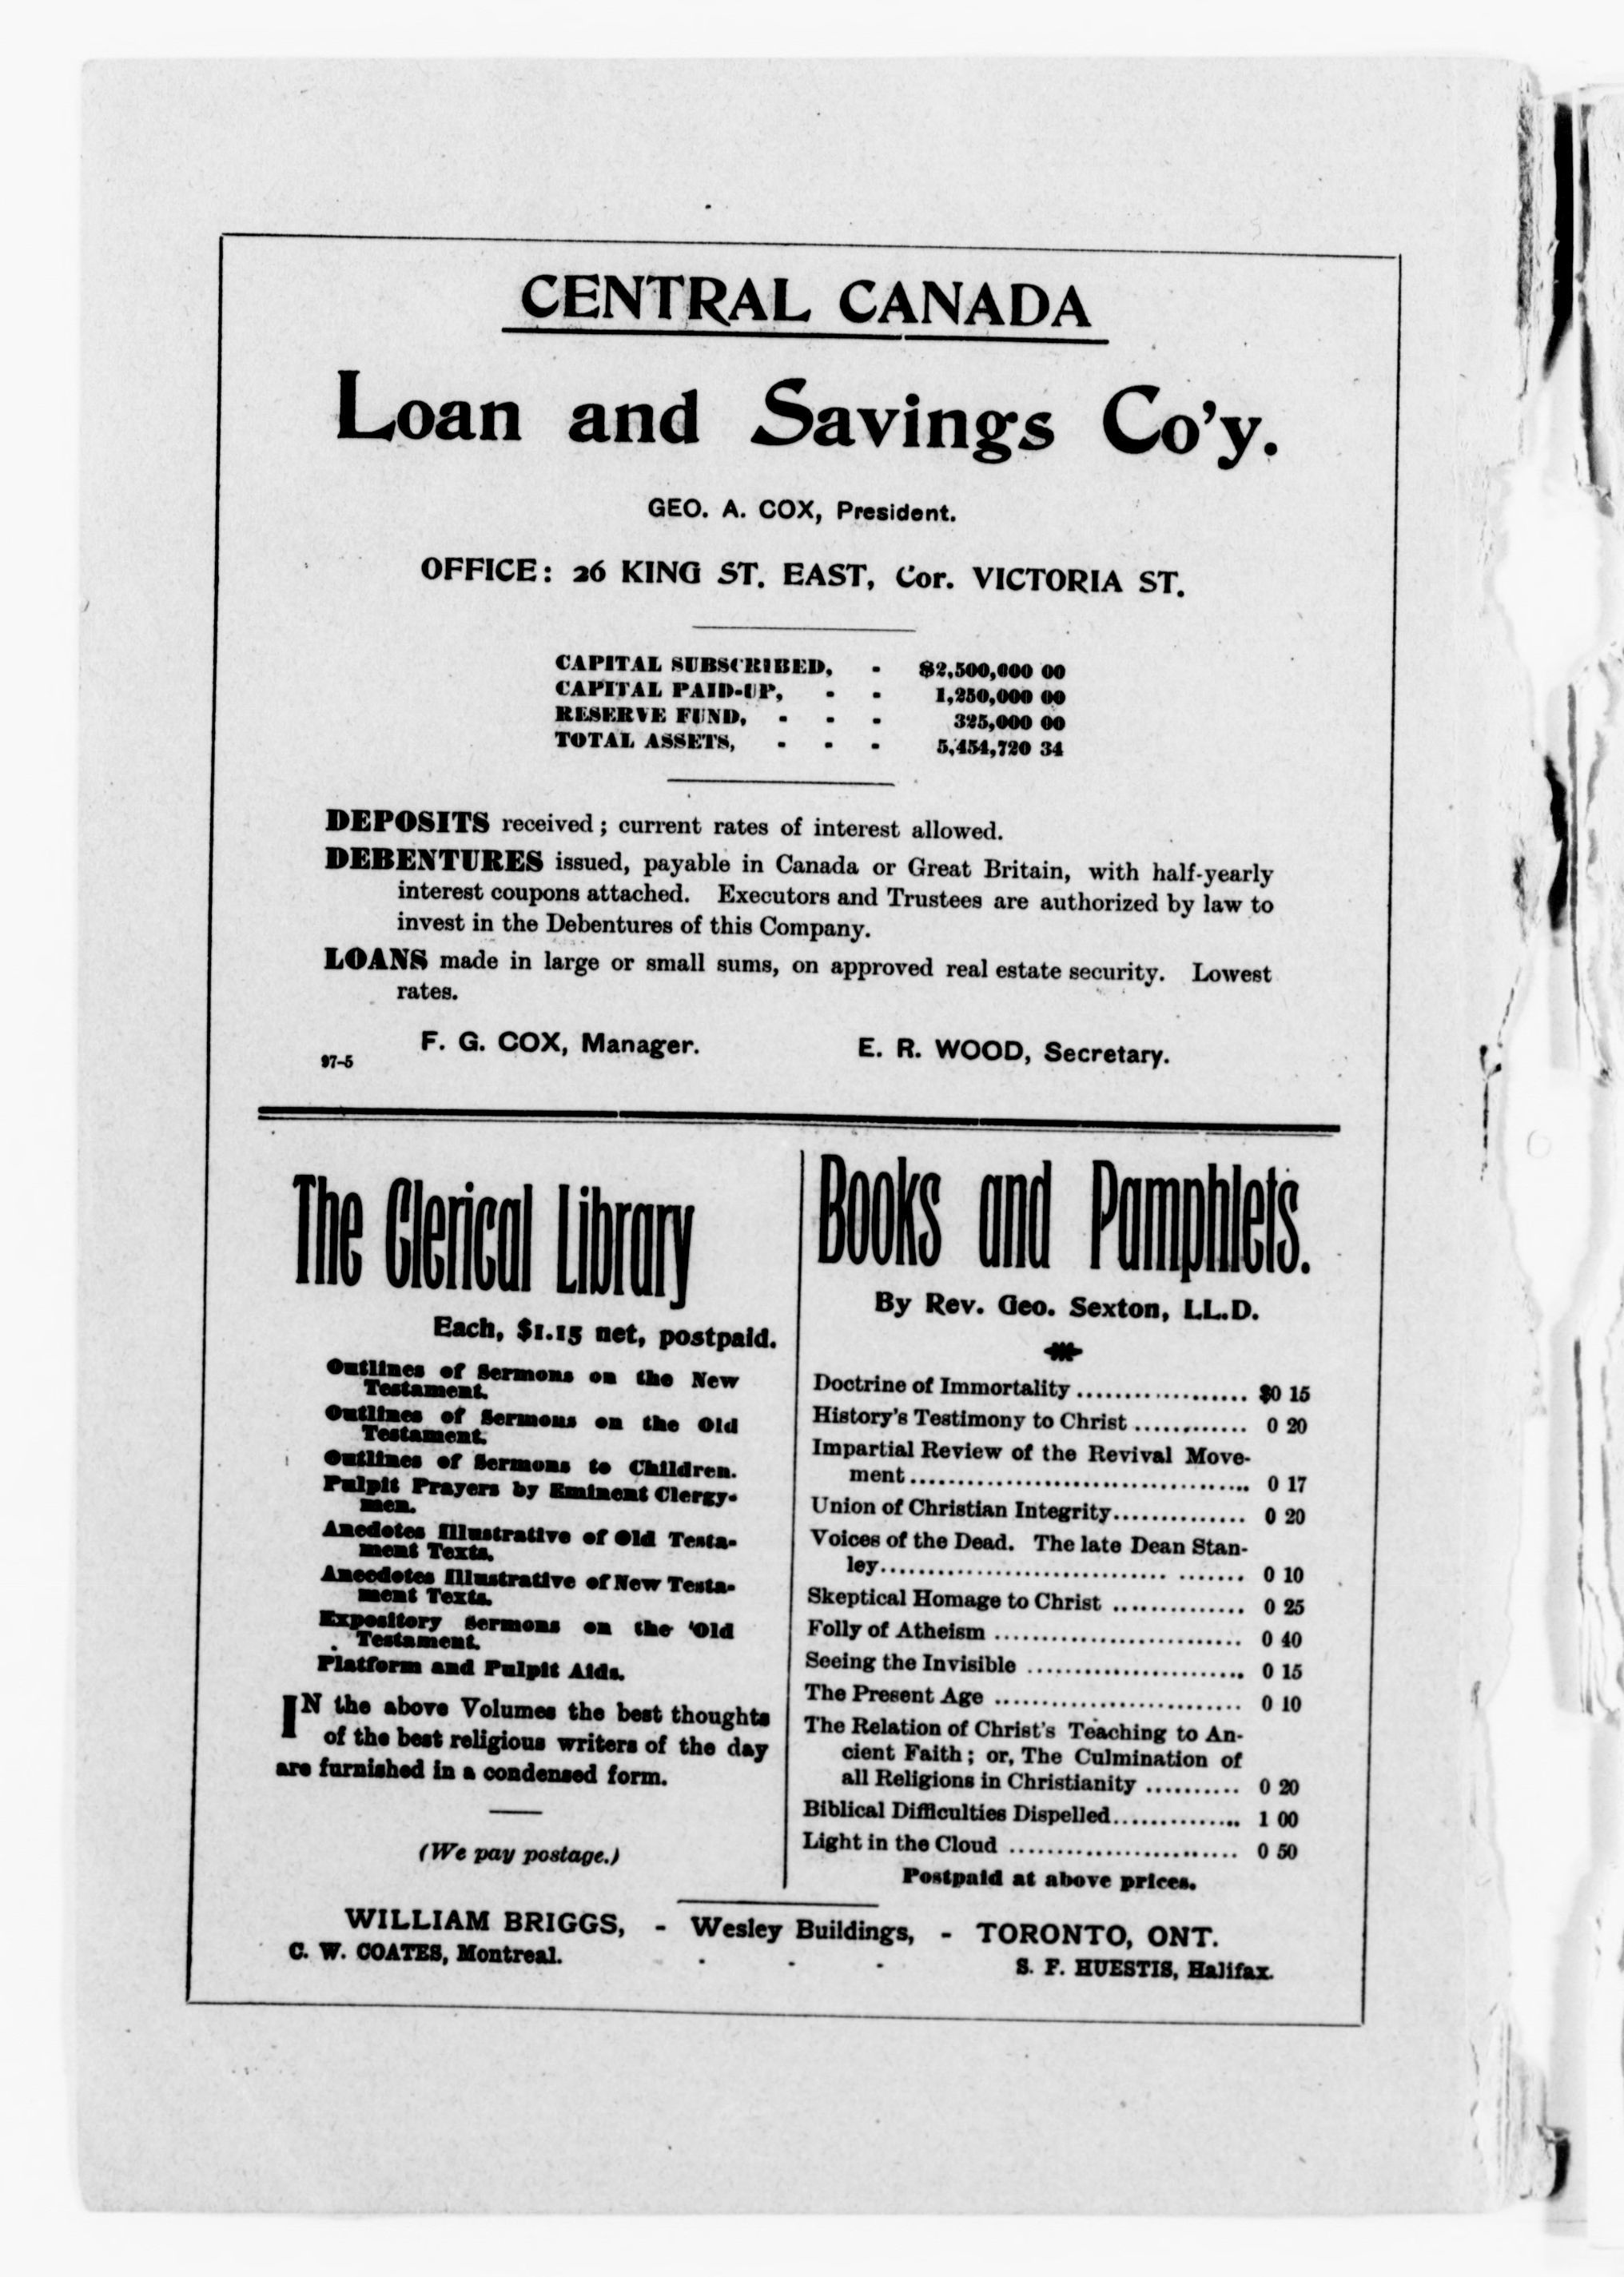 CENTRAL CANADA
Loan and Savings Co'y.
GEO. A. COX, President.
OFFICE: 26 KING ST. EAST, Cor. VICTORIA ST.
CAPITAL SUBSCRIBED, - $2,500,000 00
CAPITAL PAID-UP, - - 1,250,000 00
RESERVE FUND, - - - 325,000 00
TOTAL ASSETS, - - - 5,454,720 34
DEPOSITS received; current rates of interest allowed.
DEBENTURES issued, payable in Canada or Great Britain, with half-yearly
interest coupons attached. Executors and Trustees are authorized by law to
invest in the Debentures of this Company.
LOANS made in large or small sums, on approved real estate security. Lowest
rates.
F. G. COX, Manager. E. R. WOOD, Secretary.
97-5
The Clerical Library
Each, $1.15 net, postpaid.
Outlines of Sermons on the New
Testament.
Outlines of Sermons on the Old
Testament.
Outlines of Sermons to Children.
Pulpit Prayers by Eminent Clergy-
men.
Anedotes Illustrative of Old Testa-
ment Texts.
Anecdotes Illustrative of New Testa-
ment Texts.
Expository Sermons on the Old
Testament.
Platform and Pulpit Aids.
IN the above Volumes the best thoughts
of the best religious writers of the day
are furnished in a condensed form.
(We pay postage.)
Books and Pamphlets.
By Rev. Geo. Sexton, LL.D.
Doctrine of Immortality .................. $0 15
History's Testimony to Christ ............ 0 20
Impartial Review of the Revival Move-
ment .................................... 0 17
Union of Christian Integrity.............. 0 20
Voices of the Dead. The late Dean Stan-
ley.............................. ....... 0 10
Skeptical Homage to Christ .............. 0 25
Folly of Atheism .......................... 0 40
Seeing the Invisible ....................... 0 15
The Present Age .......................... 0 10
The Relation of Christ's Teaching to An-
cient Faith; or, The Culmination of
all Religions in Christianity .......... 0 20
Biblical Difficulties Dispelled.............. 1 00
Light in the Cloud ........................ 0 50
Postpaid at above prices.
WILLIAM BRIGGS, - Wesley Buildings, - TORONTO, ONT.
C. W. COATES, Montreal. S. F. HUESTIS, Halifax.